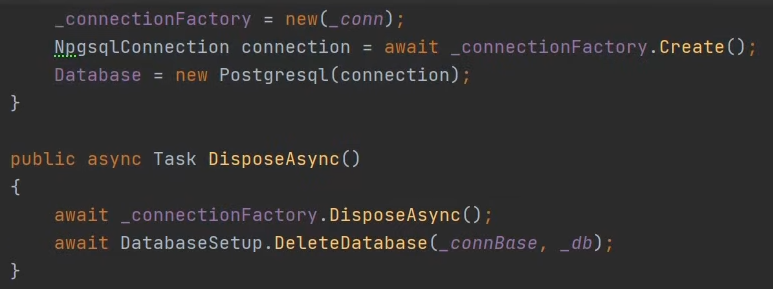 _connectionFactory = new(_conn);
NpgsqlConnection connection = await _connectionFactory.Create();
Database = new Postgresql(connection);
}
public async Task DisposeAsync()
{
await _connectionFactory.DisposeAsync();
await DatabaseSetup.DeleteDatabase(_connBase, _db);
}